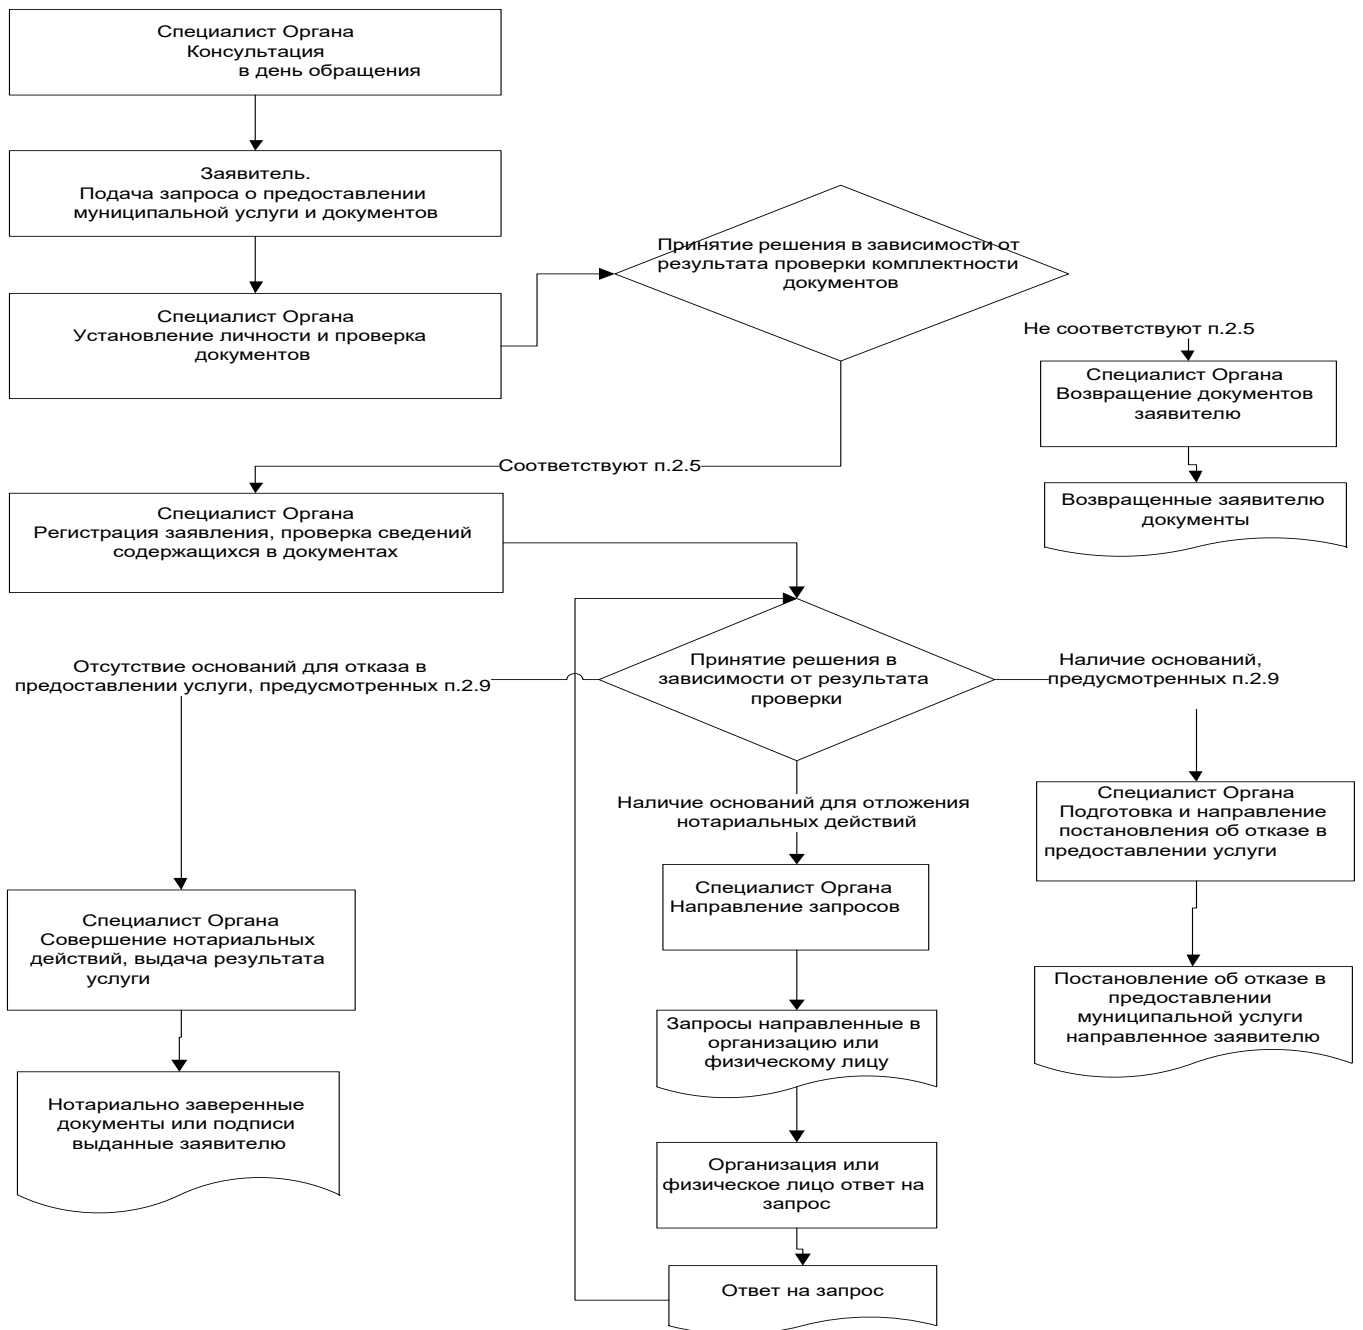 Специалист Органа
Консультация
в день обращения
Заявитель.
Подача запроса о предоставлении
муниципальной услуги и документов
Специалист Органа
Установление личности и проверка
документов
Принятие решения в зависимости от
результата проверки комплектности
документов
Не соответствуют п.2.5
Специалист Органа
Возвращение документов
заявителю
Возвращенные заявителю
документы
Соответствуют п.2.5
Специалист Органа
Регистрация заявления, проверка сведений
содержащихся в документах
Принятие решения в
зависимости от результата
проверки
Отсутствие оснований для отказа в
предоставлении услуги, предусмотренных п.2.9
Наличие оснований,
предусмотренных п.2.9
Наличие оснований для отложения
нотариальных действий
Специалист Органа
Подготовка и направление
постановления об отказе в
предоставлении услуги
Специалист Органа
Направление запросов
Специалист Органа
Совершение нотариальных
действий, выдача результата
услуги
Постановление об отказе в
предоставлении
муниципальной услуги
направленное заявителю
Запросы направленные в
организацию или
физическому лицу
Нотариально заверенные
документы или подписи
выданные заявителю
Организация или
физическое лицо ответ на
запрос
Ответ на запрос